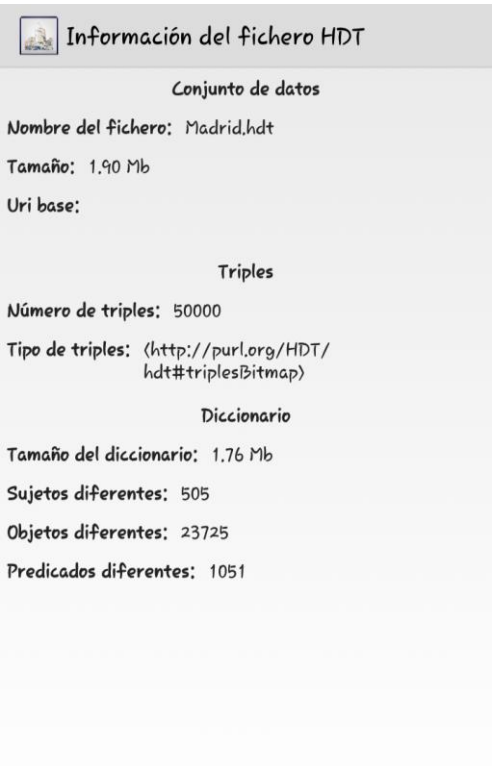 Información del fichero HDT
Conjunto de datos
Nombre del fichero: Madrid.hdt
Tamaño: 1.90 Mb
Uri base:
Triples
Número de triples: 50000
Tipo de triples: <http://purl.org/HDT/
hdt#triplesBitmap>
Diccionario
Tamaño del diccionario: 1.76 Mb
Sujetos diferentes: 505
Objetos diferentes: 23725
Predicados diferentes: 1051